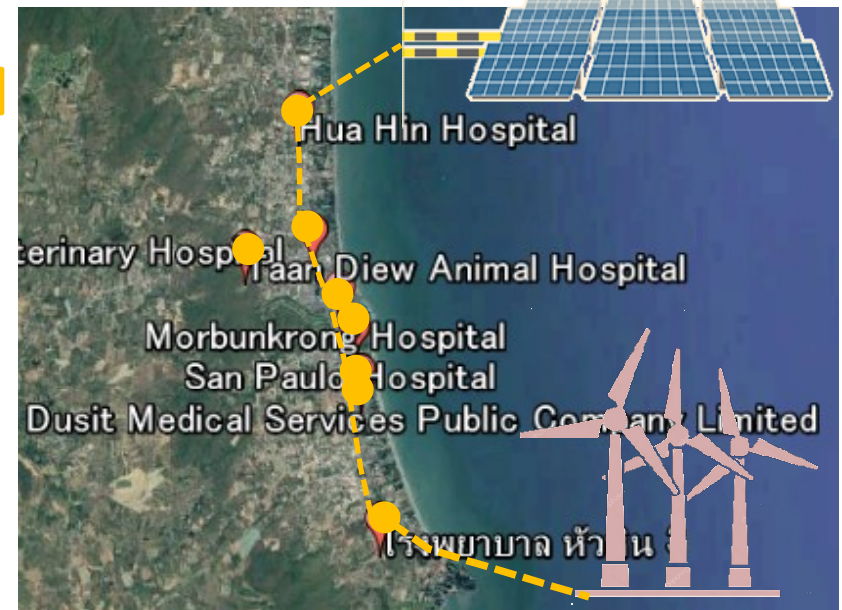 Hua Hin Hospital
Hospital
Taan Diew Animal Hospital
Morbunkrong Hospital
San Paulo Hospital
Dusit Medical Services Public Company Limited
โรงพยาบาล หัวหิน